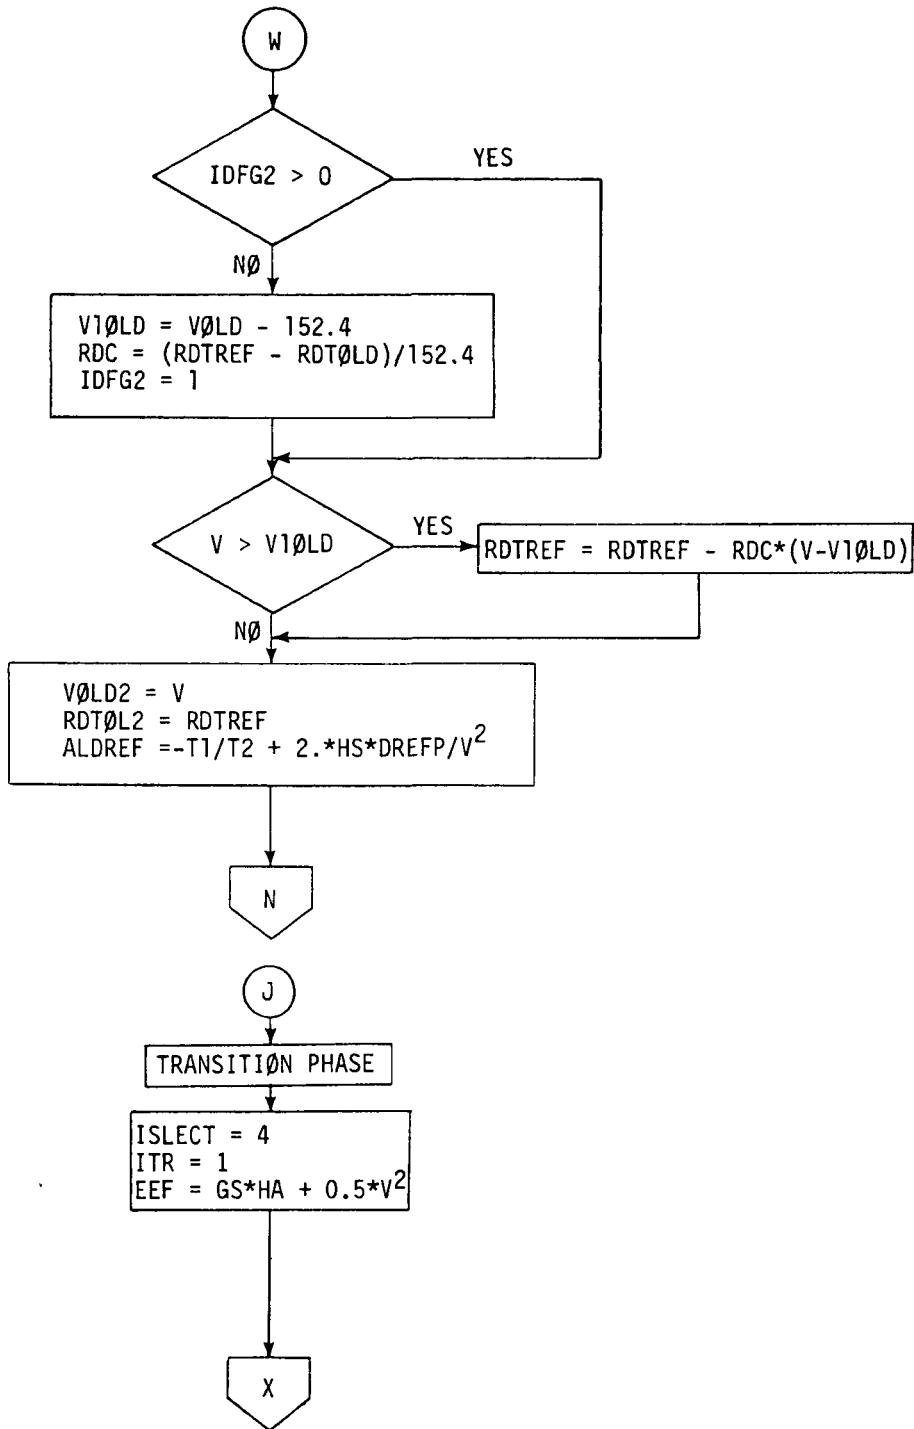 W
IDFG2 > 0
YES
NØ
V1ØLD = VØLD - 152.4
RDC = (RDTREF - RDTØLD)/152.4
IDFG2 = 1
V > V1ØLD
YES
RDTREF = RDTREF - RDC*(V-V1ØLD)
NØ
VØLD2 = V
RDTØL2 = RDTREF
ALDREF =-T1/T2 + 2.*HS*DREFP/V²
N
J
TRANSITIØN PHASE
ISLECT = 4
ITR = 1
EEF = GS*HA + 0.5*V²
X